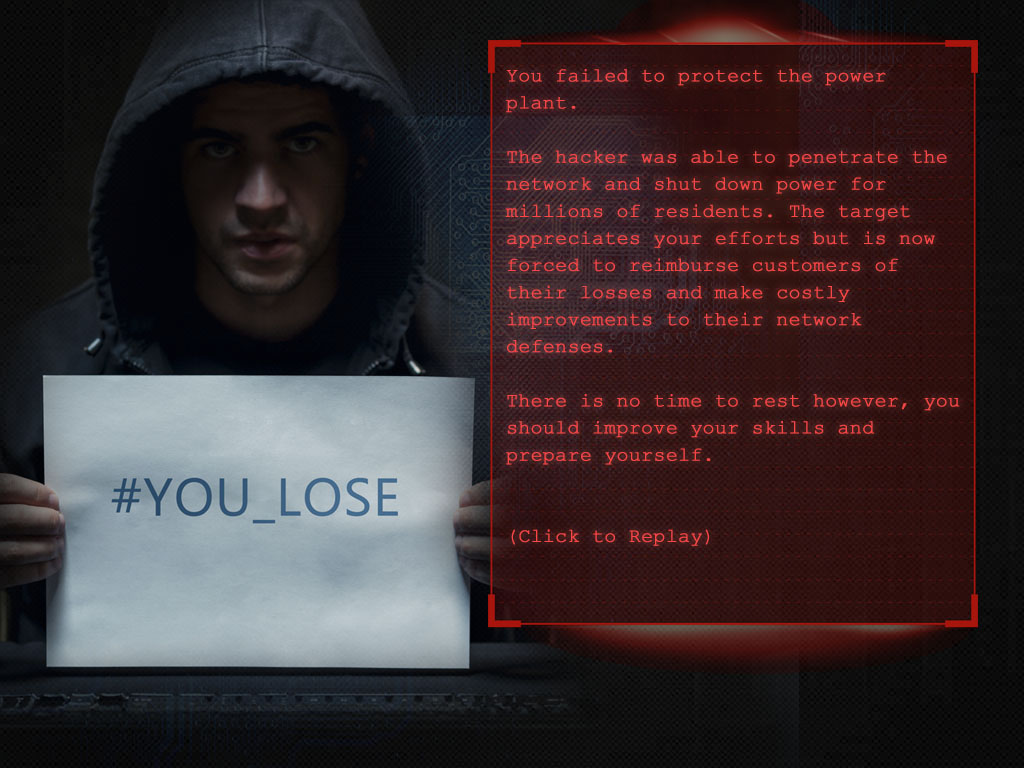 You failed to protect the power
plant.
The hacker was able to penetrate the
network and shut down power for
millions of residents. The target
appreciates your efforts but is now
forced to reimburse customers of
their losses and make costly
improvements to their network
defenses.
There is no time to rest however, you
should improve your skills and
prepare yourself.
(Click to Replay)
#YOU_LOSE